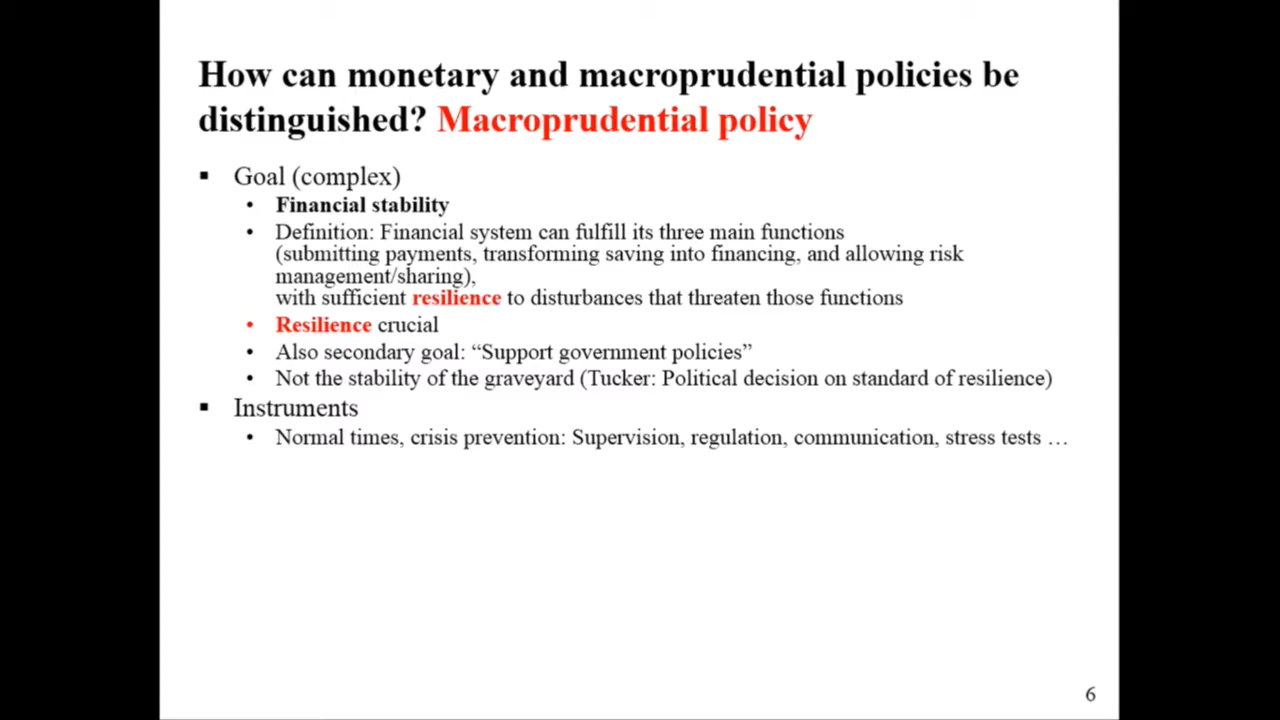 How can monetary and macroprudential policies be
distinguished? Macroprudential policy
▪ Goal (complex)
• Financial stability
• Definition: Financial system can fulfill its three main functions
(submitting payments, transforming saving into financing, and allowing risk
management/sharing),
with sufficient resilience to disturbances that threaten those functions
• Resilience crucial
• Also secondary goal: “Support government policies”
• Not the stability of the graveyard (Tucker: Political decision on standard of resilience)
▪ Instruments
• Normal times, crisis prevention: Supervision, regulation, communication, stress tests …
6